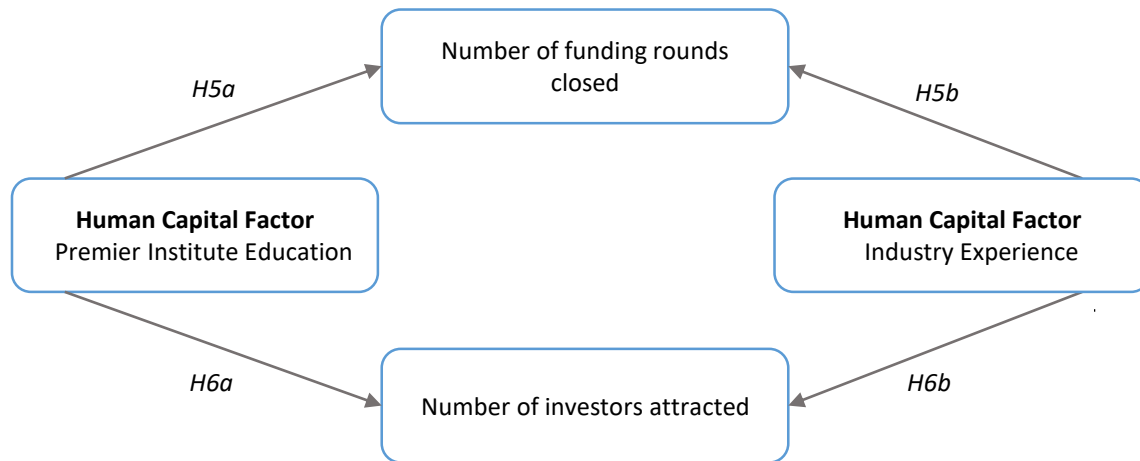 Number of funding rounds
closed
H5a
H5b
Human Capital Factor
Premier Institute Education
Human Capital Factor
Industry Experience
H6a
H6b
Number of investors attracted